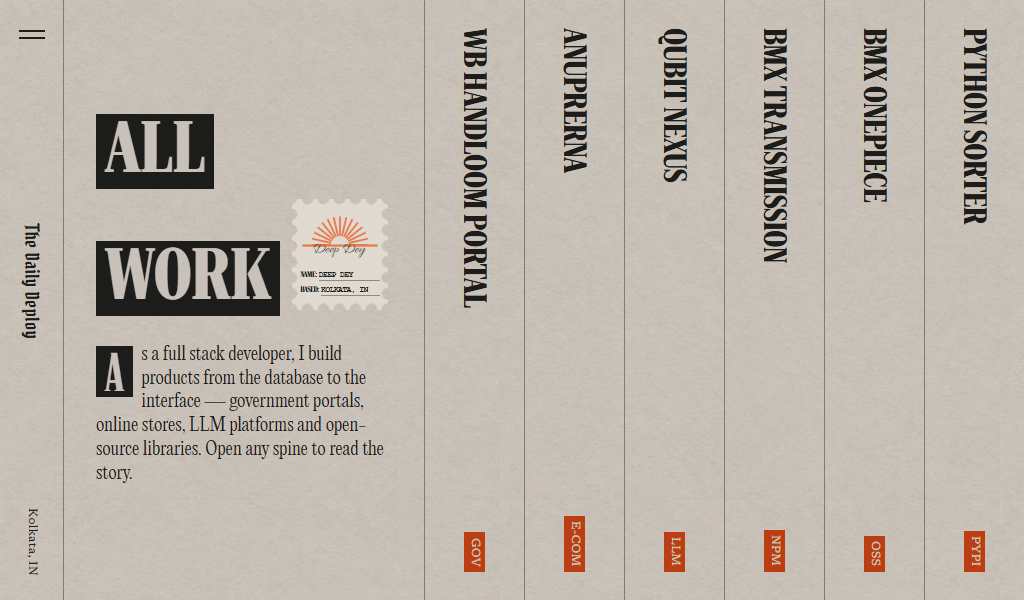 The Daily Deploy
Kolkata, IN
ALL
WORK
Deep Dey
NAME: DEEP DEY
BASED: KOLKATA, IN
As a full stack developer, I build
products from the database to the
interface — government portals,
online stores, LLM platforms and open-
source libraries. Open any spine to read the
story.
WB HANDLOOM PORTAL
GOV
ANUPRERNA
E-COM
QUBIT NEXUS
LLM
BMX TRANSMISSION
NPM
BMX ONEPIECE
OSS
PYTHON SORTER
PYPI